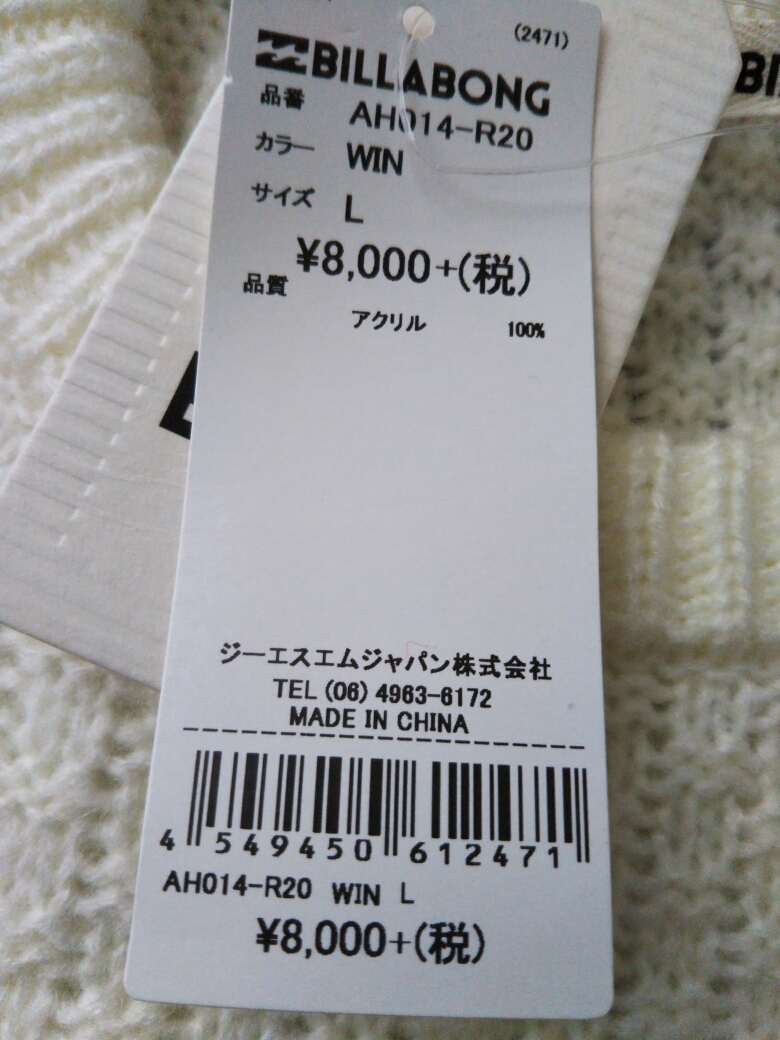 (2471)
BILLABONG
品番 AH014-R20
カラー WIN
サイズ L
¥8,000+(税)
品質
アクリル 100%
ジーエスエムジャパン株式会社
TEL (06) 4963-6172
MADE IN CHINA
4 549450 612471
AH014-R20 WIN L
¥8,000+(税)